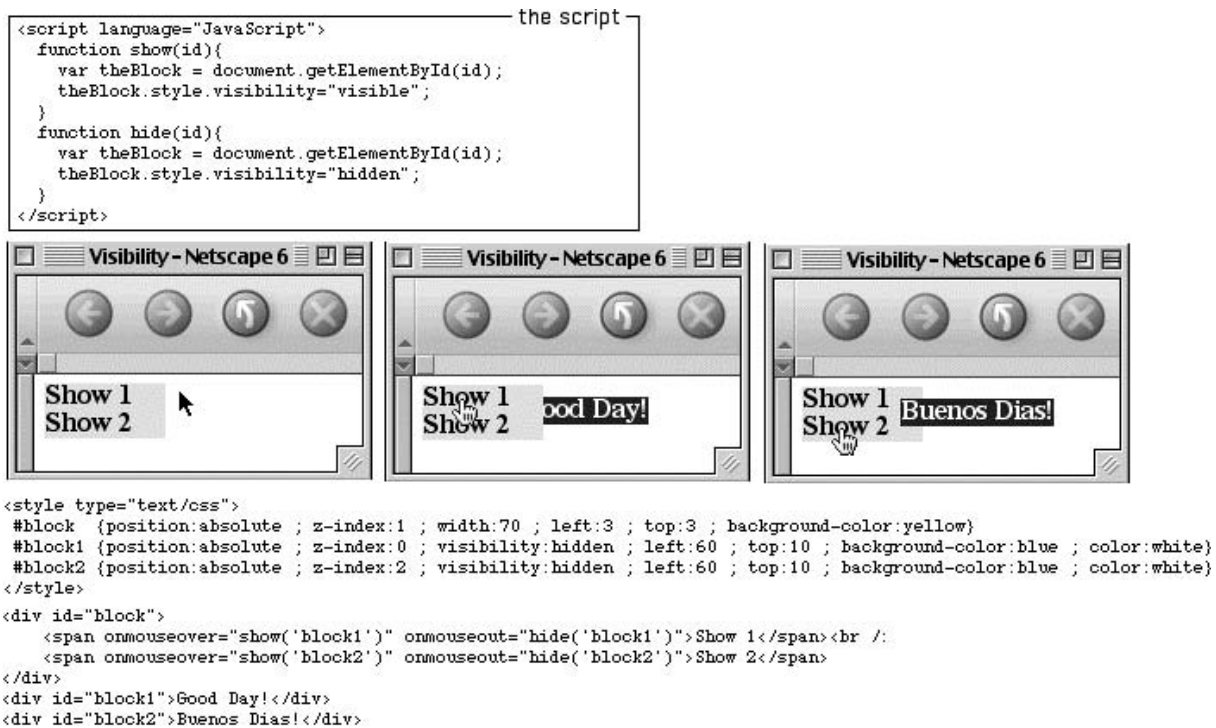 the script
<script language="JavaScript">
function show(id){
var theBlock = document.getElementById(id);
theBlock.style.visibility="visible";
}
function hide(id){
var theBlock = document.getElementById(id);
theBlock.style.visibility="hidden";
}
</script>
Visibility - Netscape 6
Show 1
Show 2
Visibility - Netscape 6
Show 1
Show 2
ood Day!
Visibility - Netscape 6
Show 1
Show 2
Buenos Dias!
<style type="text/css">
#block {position:absolute ; z-index:1 ; width:70 ; left:3 ; top:3 ; background-color:yellow}
#block1 {position:absolute ; z-index:0 ; visibility:hidden ; left:60 ; top:10 ; background-color:blue ; color:white}
#block2 {position:absolute ; z-index:2 ; visibility:hidden ; left:60 ; top:10 ; background-color:blue ; color:white}
</style>
<div id="block">
<span onmouseover="show('block1')" onmouseout="hide('block1')">Show 1</span><br /:
<span onmouseover="show('block2')" onmouseout="hide('block2')">Show 2</span>
</div>
<div id="block1">Good Day!</div>
<div id="block2">Buenos Dias!</div>